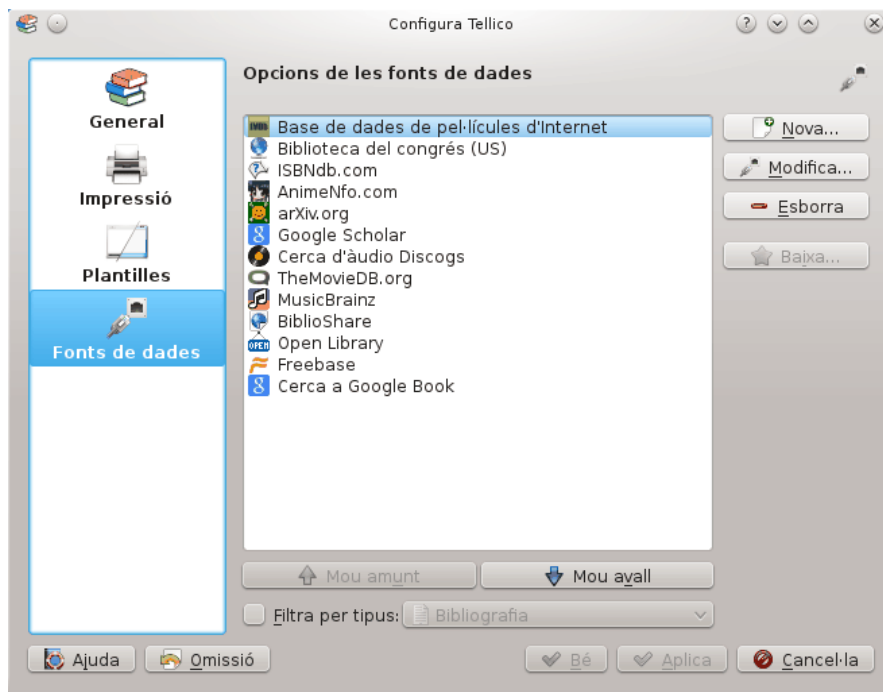 Configura Tellico
General
Impressió
Plantilles
Fonts de dades
Opcions de les fonts de dades
Base de dades de pel·lícules d'Internet
Biblioteca del congrés (US)
ISBNdb.com
AnimeNfo.com
arXiv.org
Google Scholar
Cerca d'àudio Discogs
TheMovieDB.org
MusicBrainz
BiblioShare
Open Library
Freebase
Cerca a Google Book
Nova...
Modifica...
Esborra
Baixa...
Mou amunt
Mou avall
Filtra per tipus: Bibliografia
Ajuda
Omissió
Bé
Aplica
Cancel·la